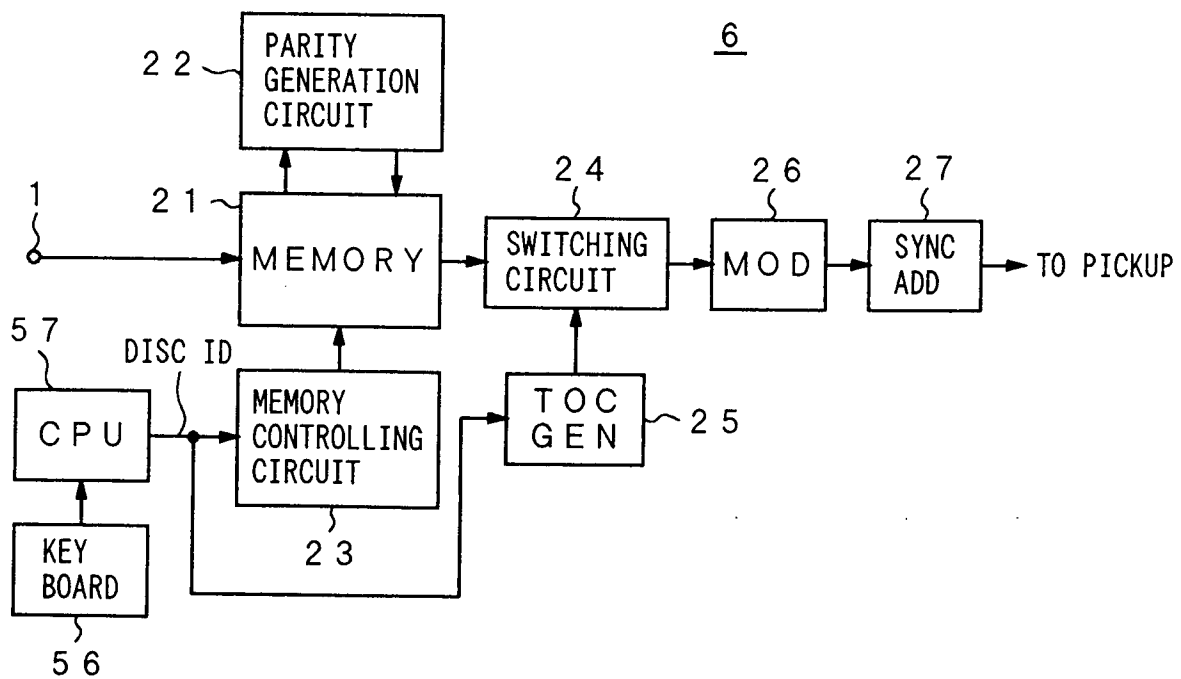 6
22
PARITY
GENERATION
CIRCUIT
1
21
MEMORY
24
SWITCHING
CIRCUIT
26
MOD
27
SYNC
ADD
TO PICKUP
57
CPU
DISC ID
MEMORY
CONTROLLING
CIRCUIT
23
TOC
GEN
25
KEY
BOARD
56